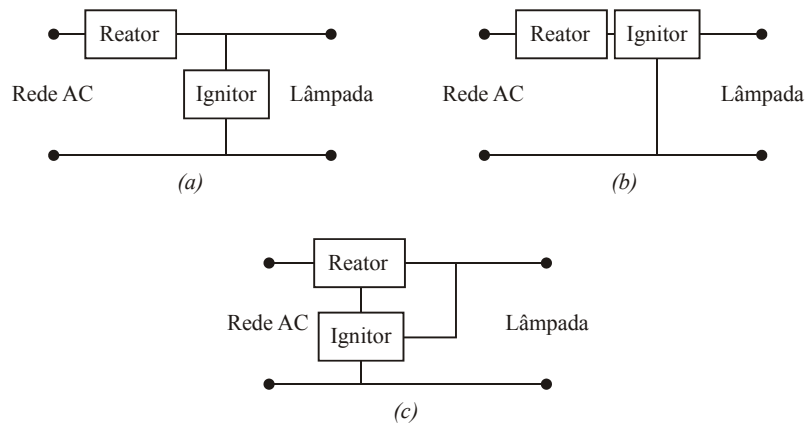 Reator
Ignitor
Rede AC
Lâmpada
(a)
Reator
Ignitor
Rede AC
Lâmpada
(b)
Reator
Ignitor
Rede AC
Lâmpada
(c)